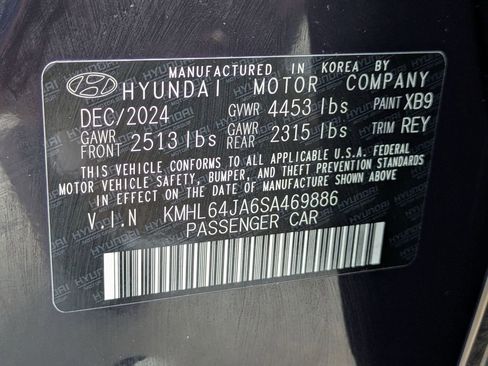 MANUFACTURED IN KOREA BY
HYUNDAI MOTOR COMPANY
DEC/2024 GVWR 4453 lbs PAINT XB9
GAWR FRONT 2513 lbs GAWR REAR 2315 lbs TRIM REY
THIS VEHICLE CONFORMS TO ALL APPLICABLE U.S.A. FEDERAL
MOTOR VEHICLE SAFETY, BUMPER, AND THEFT PREVENTION STANDARDS
IN EFFECT ON THE DATE OF MANUFACTURE SHOWN ABOVE.
V.I.N KMHL64JA6SA469886
PASSENGER CAR